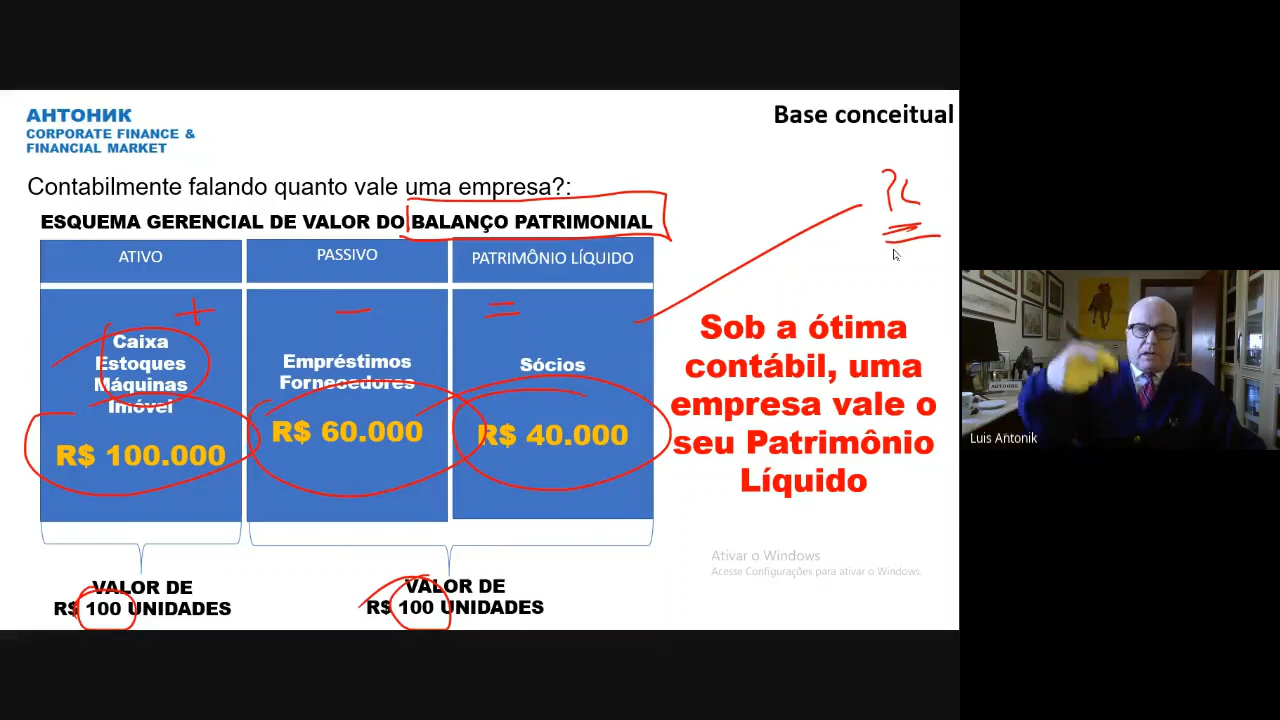 АНТОНИК
CORPORATE FINANCE &
FINANCIAL MARKET
Base conceitual
Contabilmente falando quanto vale uma empresa?:
ESQUEMA GERENCIAL DE VALOR DO BALANÇO PATRIMONIAL
ATIVO
PASSIVO
PATRIMÔNIO LÍQUIDO
+
−
=
Caixa
Estoques
Máquinas
Imóvel
R$ 100.000
Empréstimos
Fornecedores
R$ 60.000
Sócios
R$ 40.000
VALOR DE
R$ 100 UNIDADES
VALOR DE
R$ 100 UNIDADES
Sob a ótima
contábil, uma
empresa vale o
seu Patrimônio
Líquido
Ativar o Windows
Acesse Configurações para ativar o Windows.
АНТОНИК
Luis Antonik